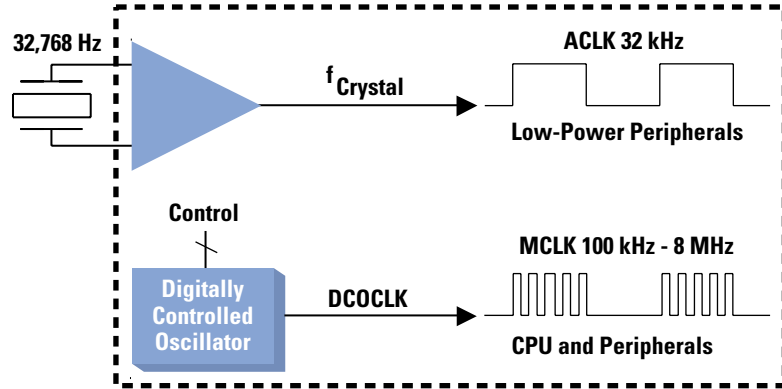 32,768 Hz
f Crystal
ACLK 32 kHz
Low-Power Peripherals
Control
Digitally
Controlled
Oscillator
DCOCLK
MCLK 100 kHz - 8 MHz
CPU and Peripherals